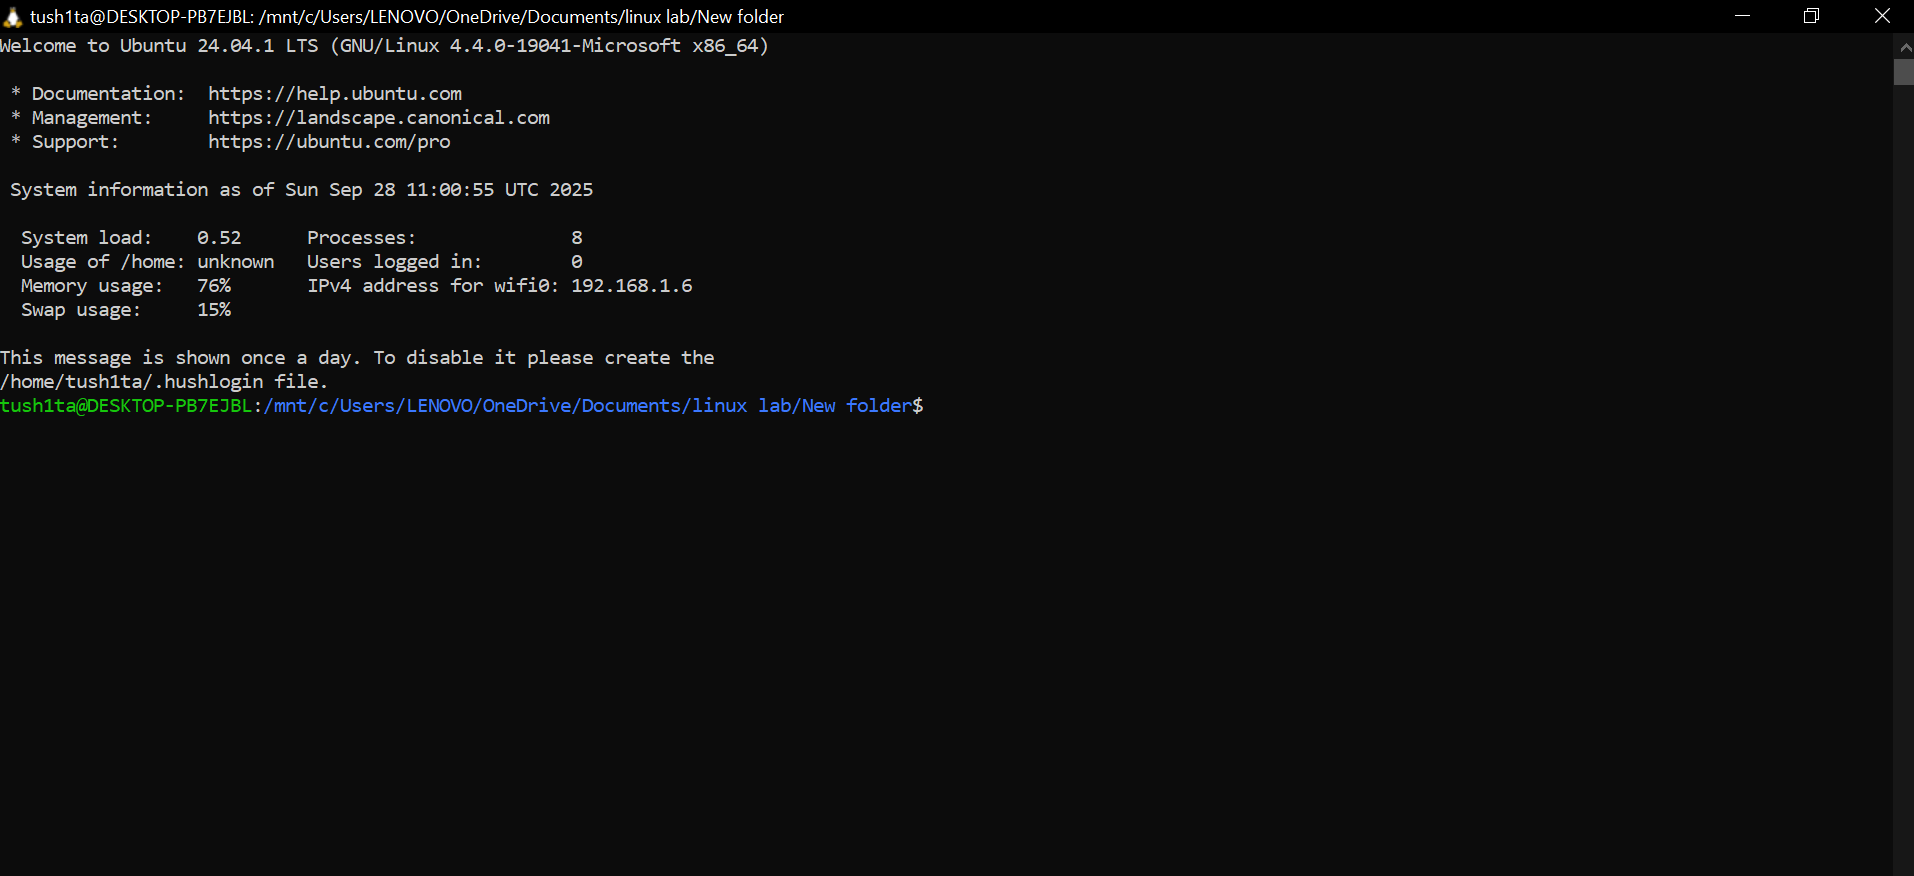 tush1ta@DESKTOP-PB7EJBL: /mnt/c/Users/LENOVO/OneDrive/Documents/linux lab/New folder
Welcome to Ubuntu 24.04.1 LTS (GNU/Linux 4.4.0-19041-Microsoft x86_64)
* Documentation:  https://help.ubuntu.com
* Management:     https://landscape.canonical.com
* Support:        https://ubuntu.com/pro
System information as of Sun Sep 28 11:00:55 UTC 2025
System load:    0.52      Processes:              8
Usage of /home: unknown   Users logged in:        0
Memory usage:   76%       IPv4 address for wifi0: 192.168.1.6
Swap usage:     15%
This message is shown once a day. To disable it please create the
/home/tush1ta/.hushlogin file.
tush1ta@DESKTOP-PB7EJBL:/mnt/c/Users/LENOVO/OneDrive/Documents/linux lab/New folder$